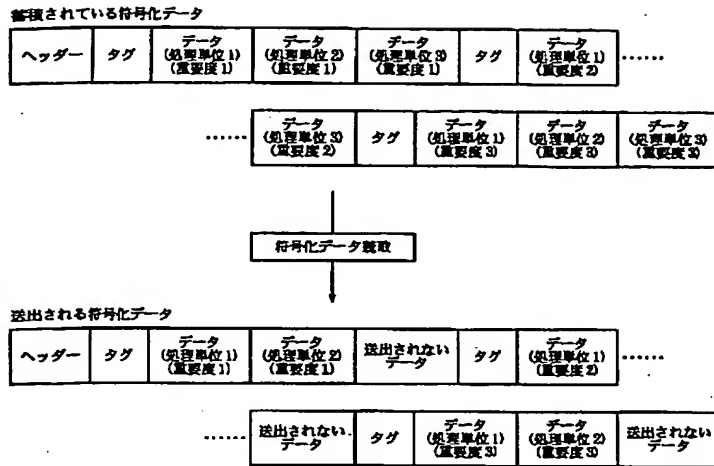 蓄積されている符号化データ
ヘッダー タグ データ (処理単位1) (重要度1) データ (処理単位2) (重要度1) データ (処理単位3) (重要度1) タグ データ (処理単位1) (重要度2) ……
…… データ (処理単位3) (重要度2) タグ データ (処理単位1) (重要度3) データ (処理単位2) (重要度3) データ (処理単位3) (重要度3)
符号化データ読取
送出される符号化データ
ヘッダー タグ データ (処理単位1) (重要度1) データ (処理単位2) (重要度1) 送出されない データ タグ データ (処理単位1) (重要度2) ……
…… 送出されない データ タグ データ (処理単位1) (重要度3) データ (処理単位2) (重要度3) 送出されない データ